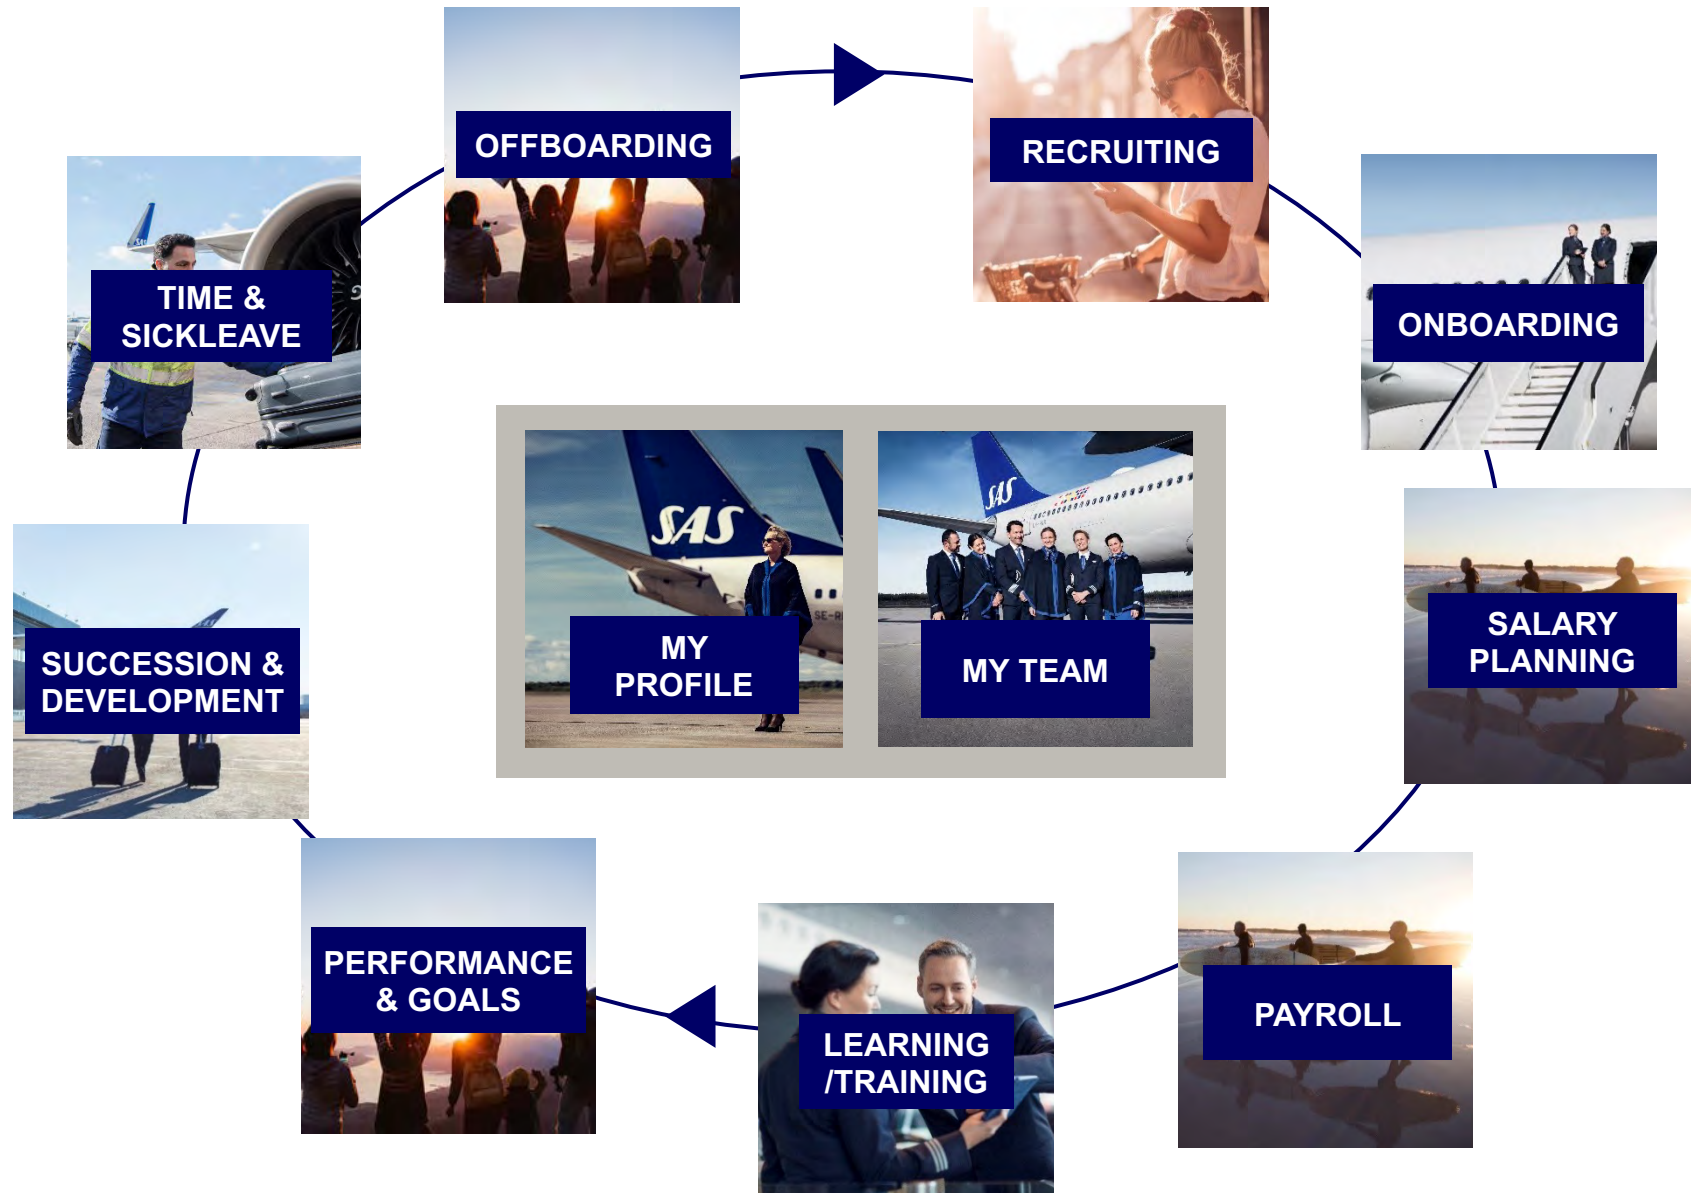 OFFBOARDING
RECRUITING
TIME &
SICKLEAVE
ONBOARDING
SAS
SAS
MY
PROFILE
MY TEAM
SALARY
PLANNING
SUCCESSION &
DEVELOPMENT
PERFORMANCE
& GOALS
LEARNING
/TRAINING
PAYROLL